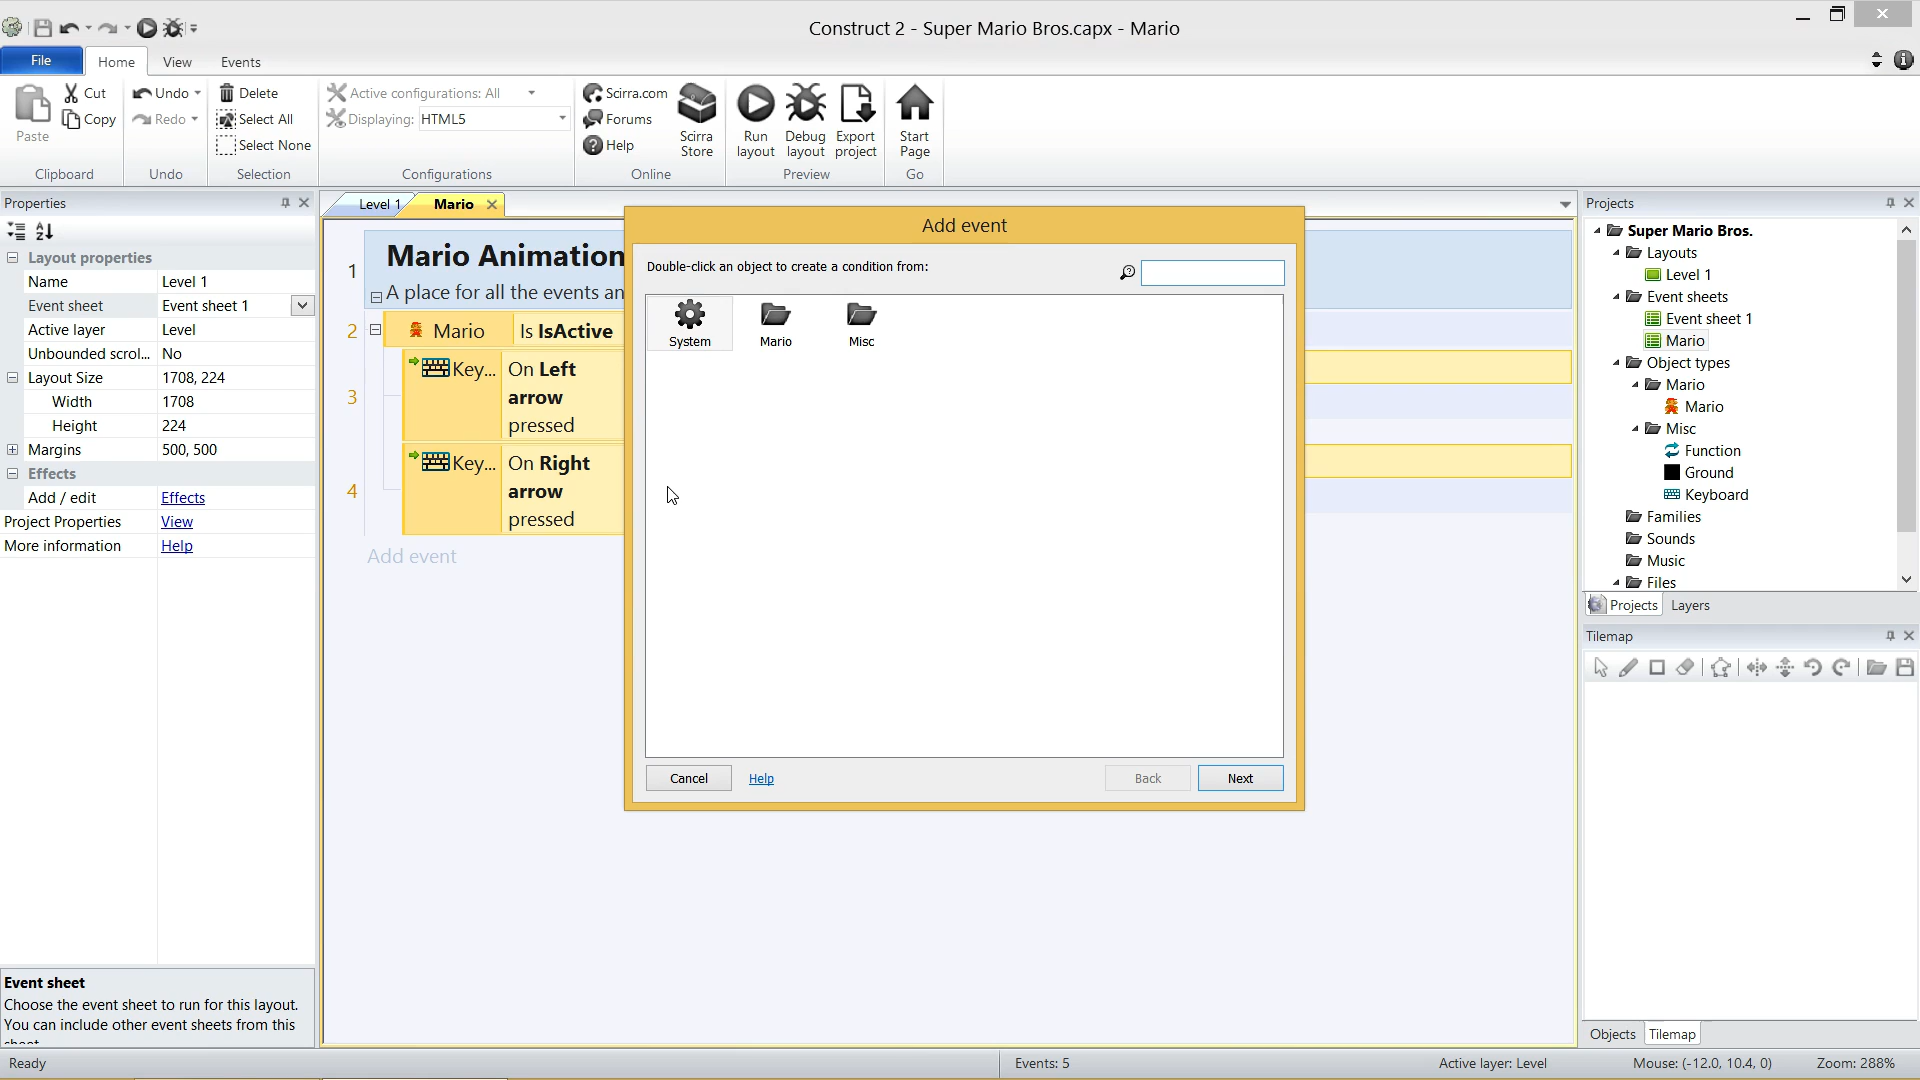 Construct 2 - Super Mario Bros.capx - Mario
File Home View Events
Paste
Cut
Copy
Clipboard
Undo
Redo
Undo
Delete
Select All
Select None
Selection
Active configurations: All
Displaying: HTML5
Configurations
Scirra.com
Forums
Help
Scirra
Store
Online
Run
layout
Debug
layout
Export
project
Preview
Start
Page
Go
Properties
Layout properties
Name Level 1
Event sheet Event sheet 1
Active layer Level
Unbounded scrol... No
Layout Size 1708, 224
Width 1708
Height 224
Margins 500, 500
Effects
Add / edit Effects
Project Properties View
More information Help
Event sheet
Choose the event sheet to run for this layout.
You can include other event sheets from this
Level 1 Mario
1
Mario Animation
A place for all the events an
2 Mario Is IsActive
3 Key... On Left
arrow
pressed
4 Key... On Right
arrow
pressed
Add event
Add event
Double-click an object to create a condition from:
System Mario Misc
Cancel Help Back Next
Projects
Super Mario Bros.
Layouts
Level 1
Event sheets
Event sheet 1
Mario
Object types
Mario
Mario
Misc
Function
Ground
Keyboard
Families
Sounds
Music
Files
Projects Layers
Tilemap
Objects Tilemap
Ready Events: 5 Active layer: Level Mouse: (-12.0, 10.4, 0) Zoom: 288%